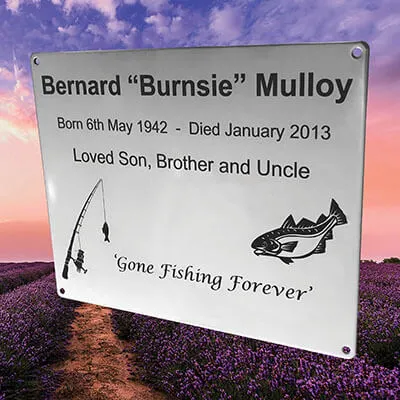 Bernard “Burnsie” Mulloy
Born 6th May 1942 - Died January 2013
Loved Son, Brother and Uncle
‘Gone Fishing Forever’